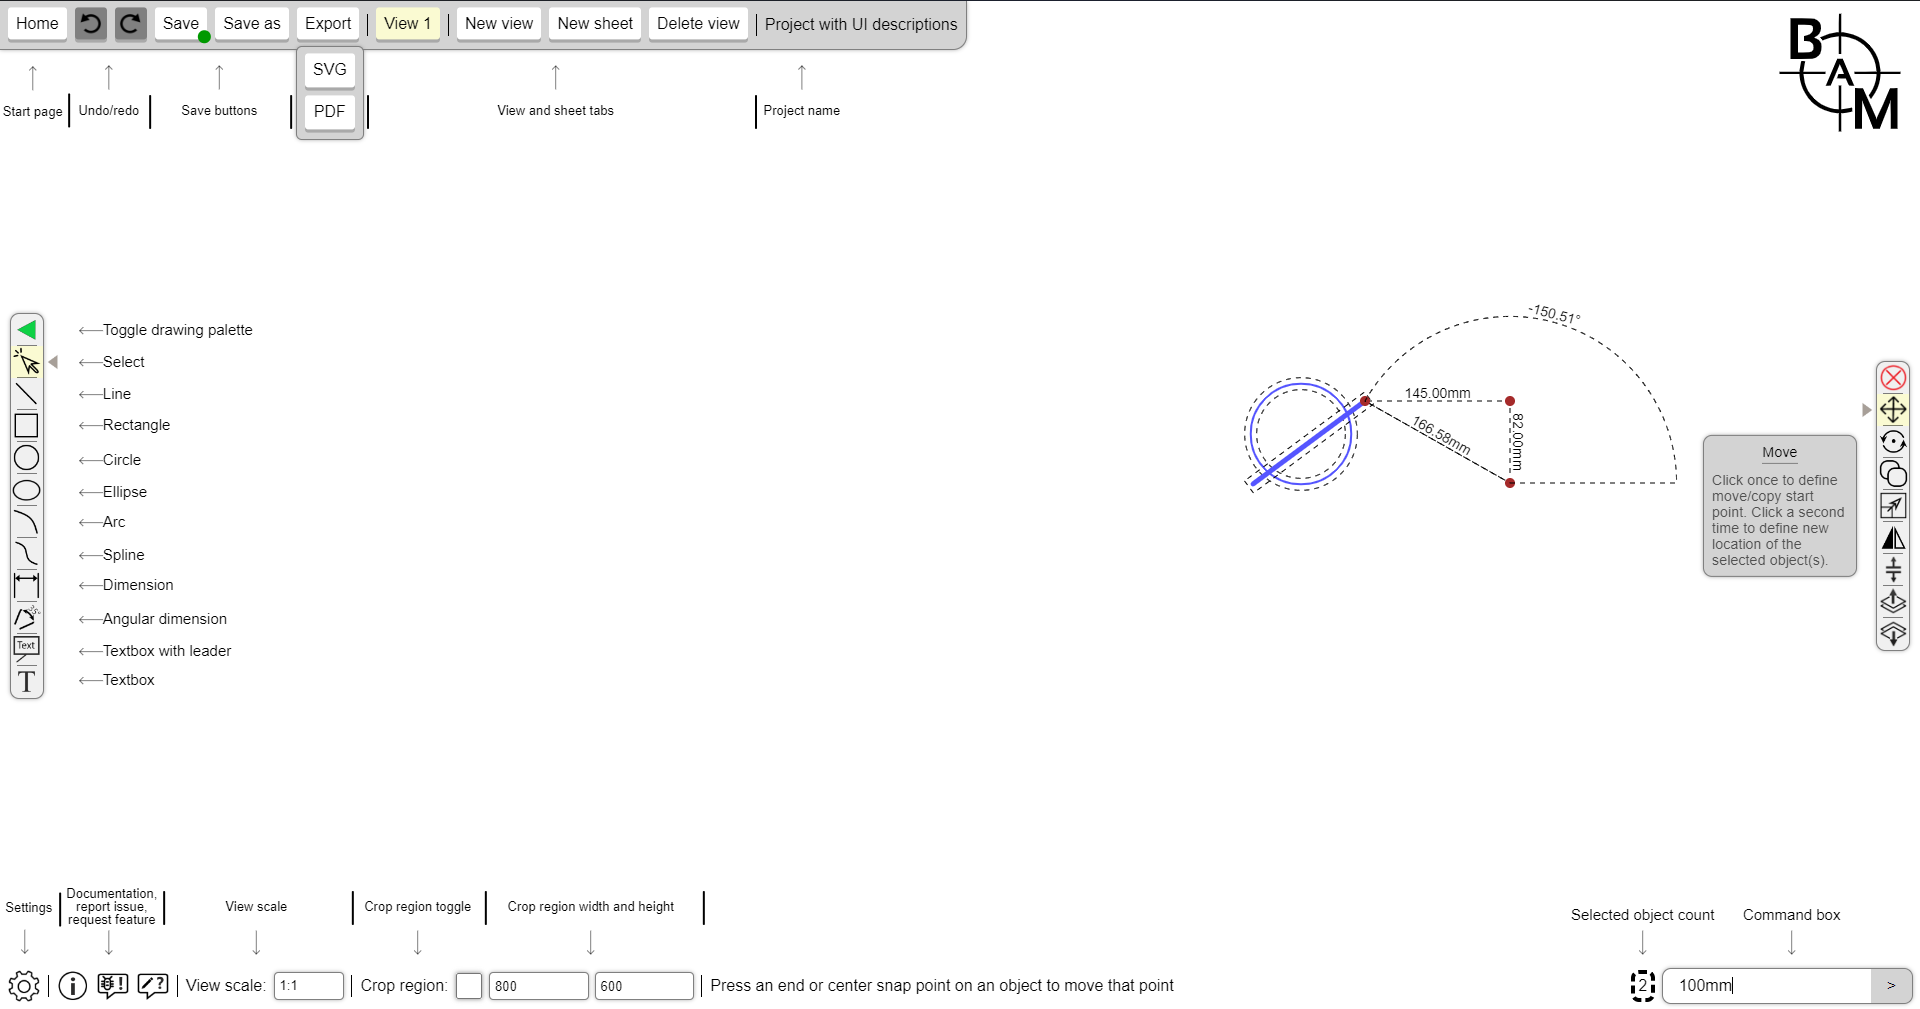 Home
Save
Save as
Export
View 1
New view
New sheet
Delete view
Project with UI descriptions
SVG
PDF
Start page
Undo/redo
Save buttons
View and sheet tabs
Project name
B
A
M
Toggle drawing palette
Select
Line
Rectangle
Circle
Ellipse
Arc
Spline
Dimension
Angular dimension
Textbox with leader
Textbox
35°
Text
T
-150.51°
145.00mm
166.58mm
82.00mm
Move
Click once to define
move/copy start
point. Click a second
time to define new
location of the
selected object(s).
Settings
Documentation,
report issue,
request feature
View scale
Crop region toggle
Crop region width and height
Selected object count
Command box
View scale:
1:1
Crop region:
800
600
Press an end or center snap point on an object to move that point
2
100mm
>